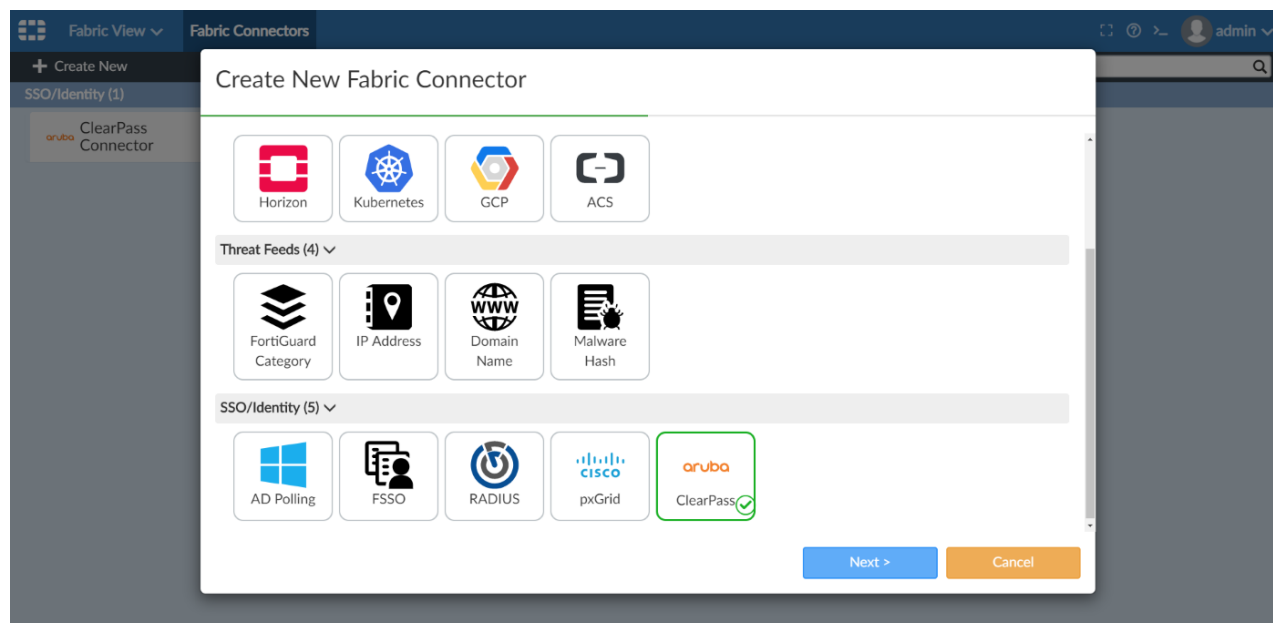 Fabric View
Fabric Connectors
admin
Create New
SSO/Identity (1)
aruba
ClearPass
Connector
Create New Fabric Connector
Horizon
Kubernetes
GCP
ACS
Threat Feeds (4)
FortiGuard
Category
IP Address
WWW
Domain
Name
Malware
Hash
SSO/Identity (5)
AD Polling
FSSO
RADIUS
CISCO
pxGrid
aruba
ClearPass
Next >
Cancel